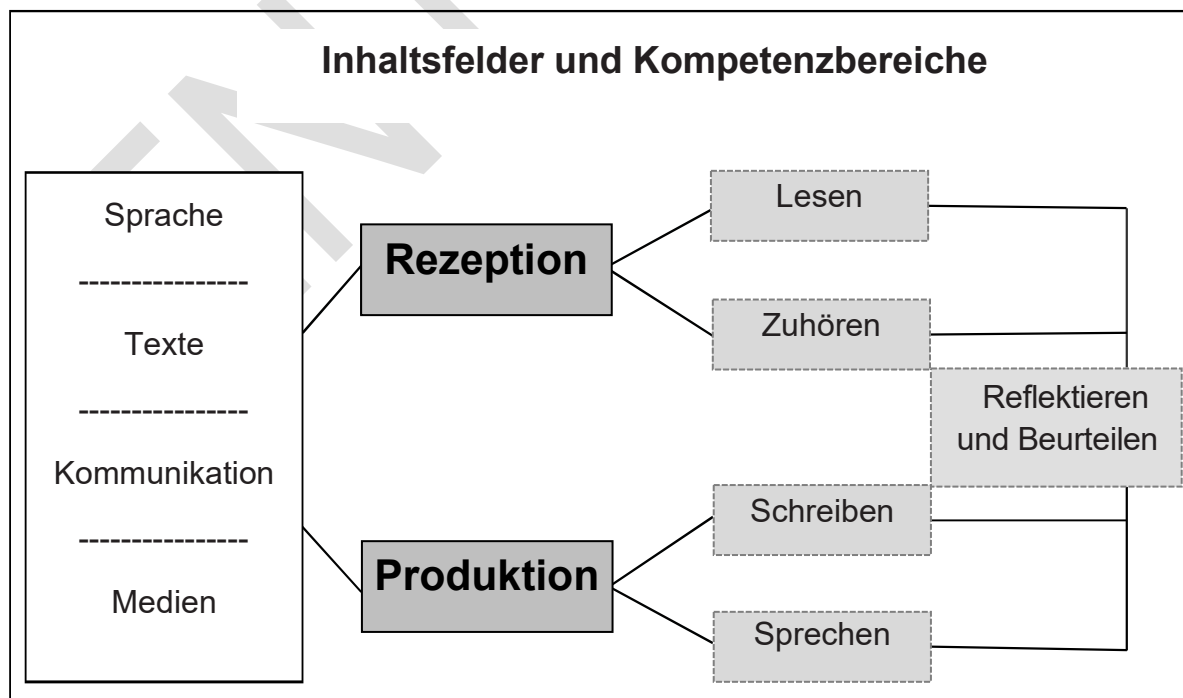 Inhaltsfelder und Kompetenzbereiche
Sprache
----------------
Texte
----------------
Kommunikation
----------------
Medien
Rezeption
Produktion
Lesen
Zuhören
Schreiben
Sprechen
Reflektieren
und Beurteilen